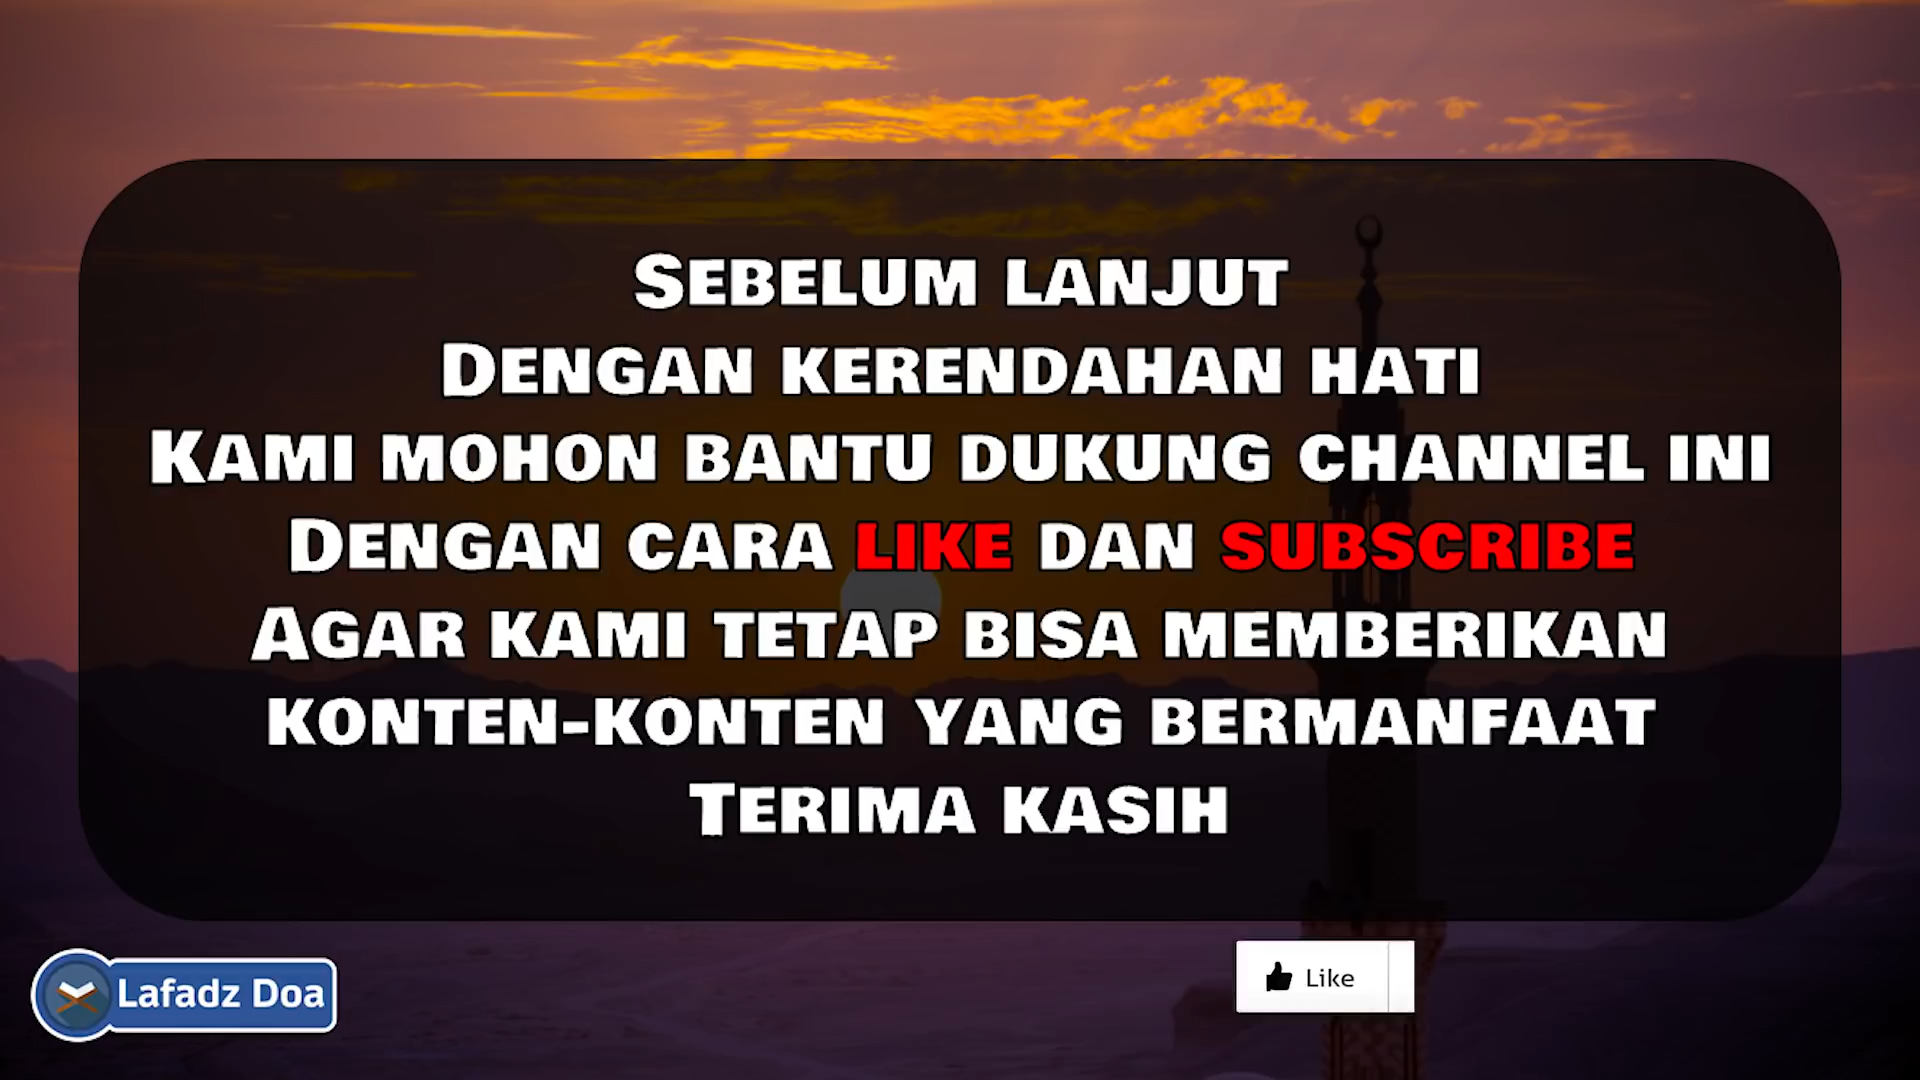 Sebelum lanjut
Dengan kerendahan hati
Kami mohon bantu dukung channel ini
Dengan cara like dan subscribe
Agar kami tetap bisa memberikan
konten-konten yang bermanfaat
Terima kasih
Lafadz Doa
Like